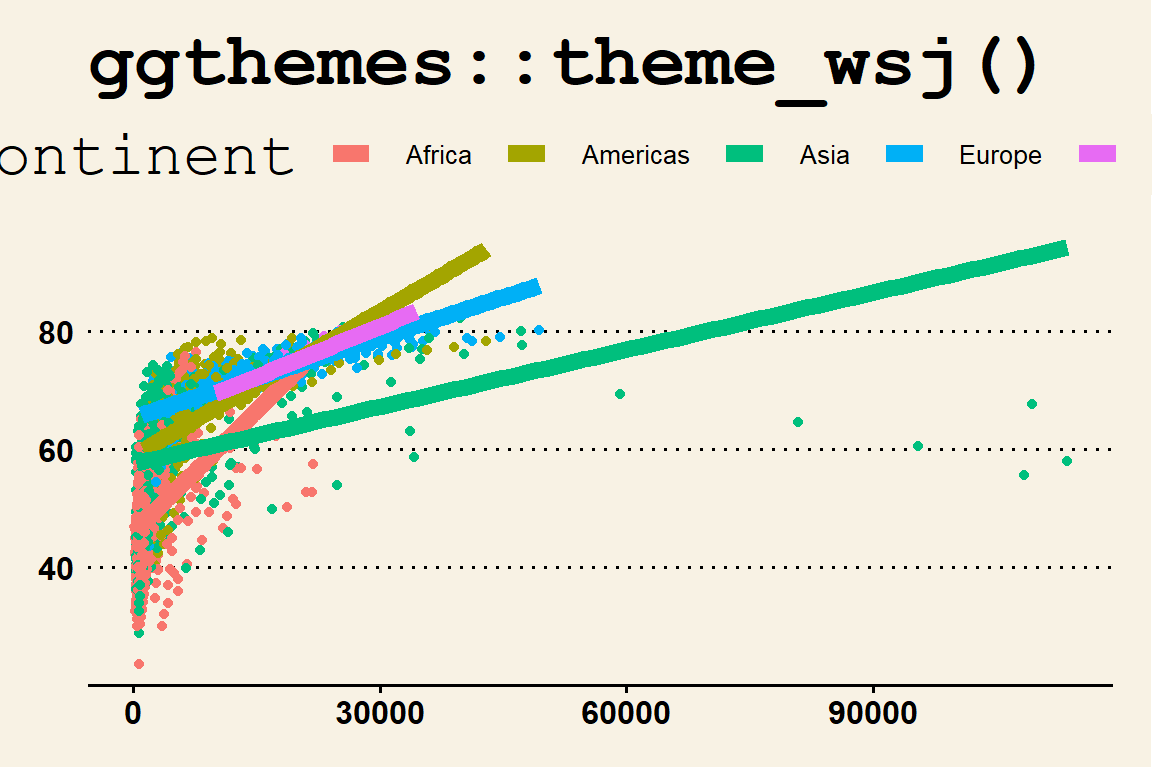 ggthemes::theme_wsj()
ontinent Africa Americas Asia Europe
80
60
40
0 30000 60000 90000